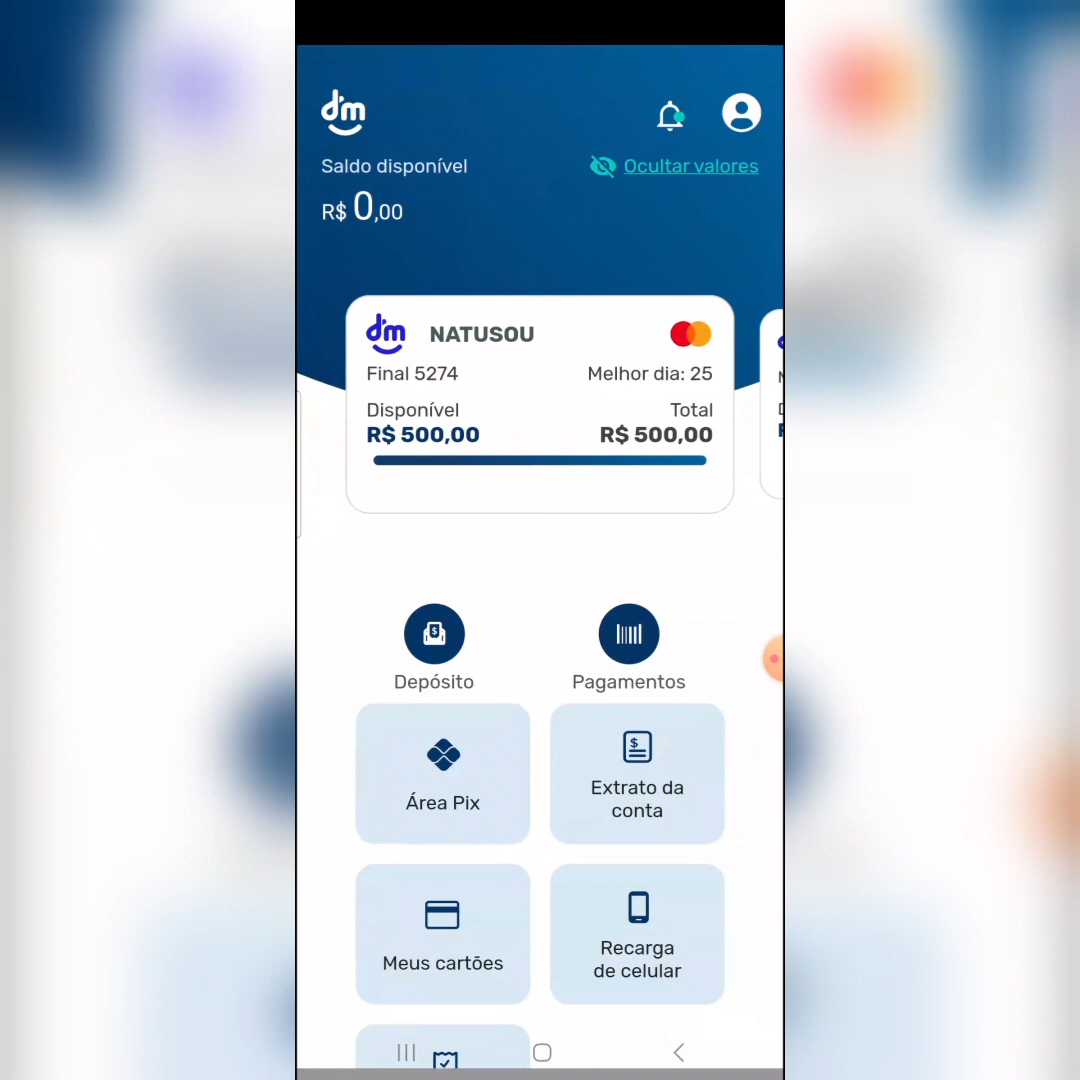 dm
Saldo disponível
Ocultar valores
R$ 0,00
dm NATUSOU
Final 5274
Melhor dia: 25
Disponível
Total
R$ 500,00
R$ 500,00
Depósito
Pagamentos
Área Pix
Extrato da
conta
Meus cartões
Recarga
de celular